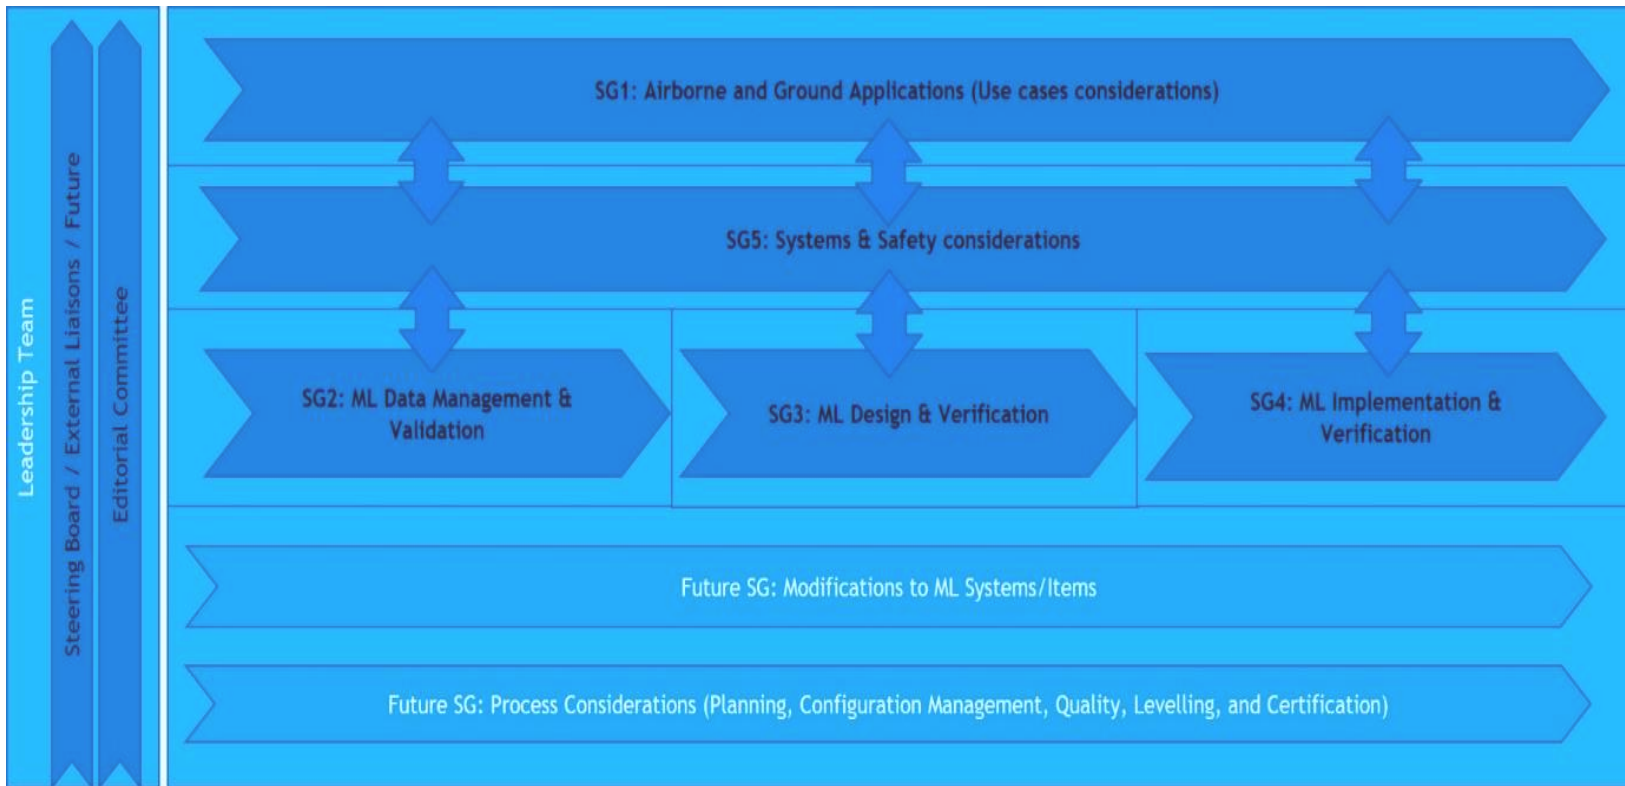 Leadership Team
Steering Board / External Liaisons / Future
Editorial Committee
SG1: Airborne and Ground Applications (Use cases considerations)
SG5: Systems & Safety considerations
SG2: ML Data Management &
Validation
SG3: ML Design & Verification
SG4: ML Implementation &
Verification
Future SG: Modifications to ML Systems/Items
Future SG: Process Considerations (Planning, Configuration Management, Quality, Levelling, and Certification)